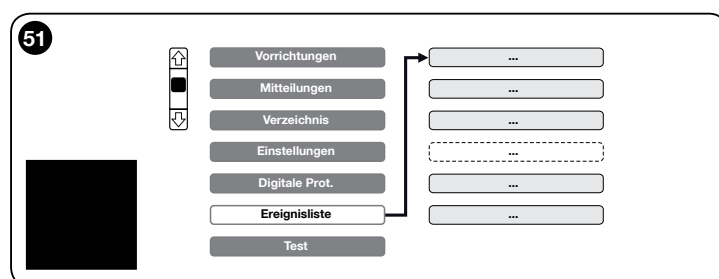 51
Vorrichtungen
...
Mitteilungen
...
Verzeichnis
...
Einstellungen
...
Digitale Prot.
...
Ereignisliste
...
Test